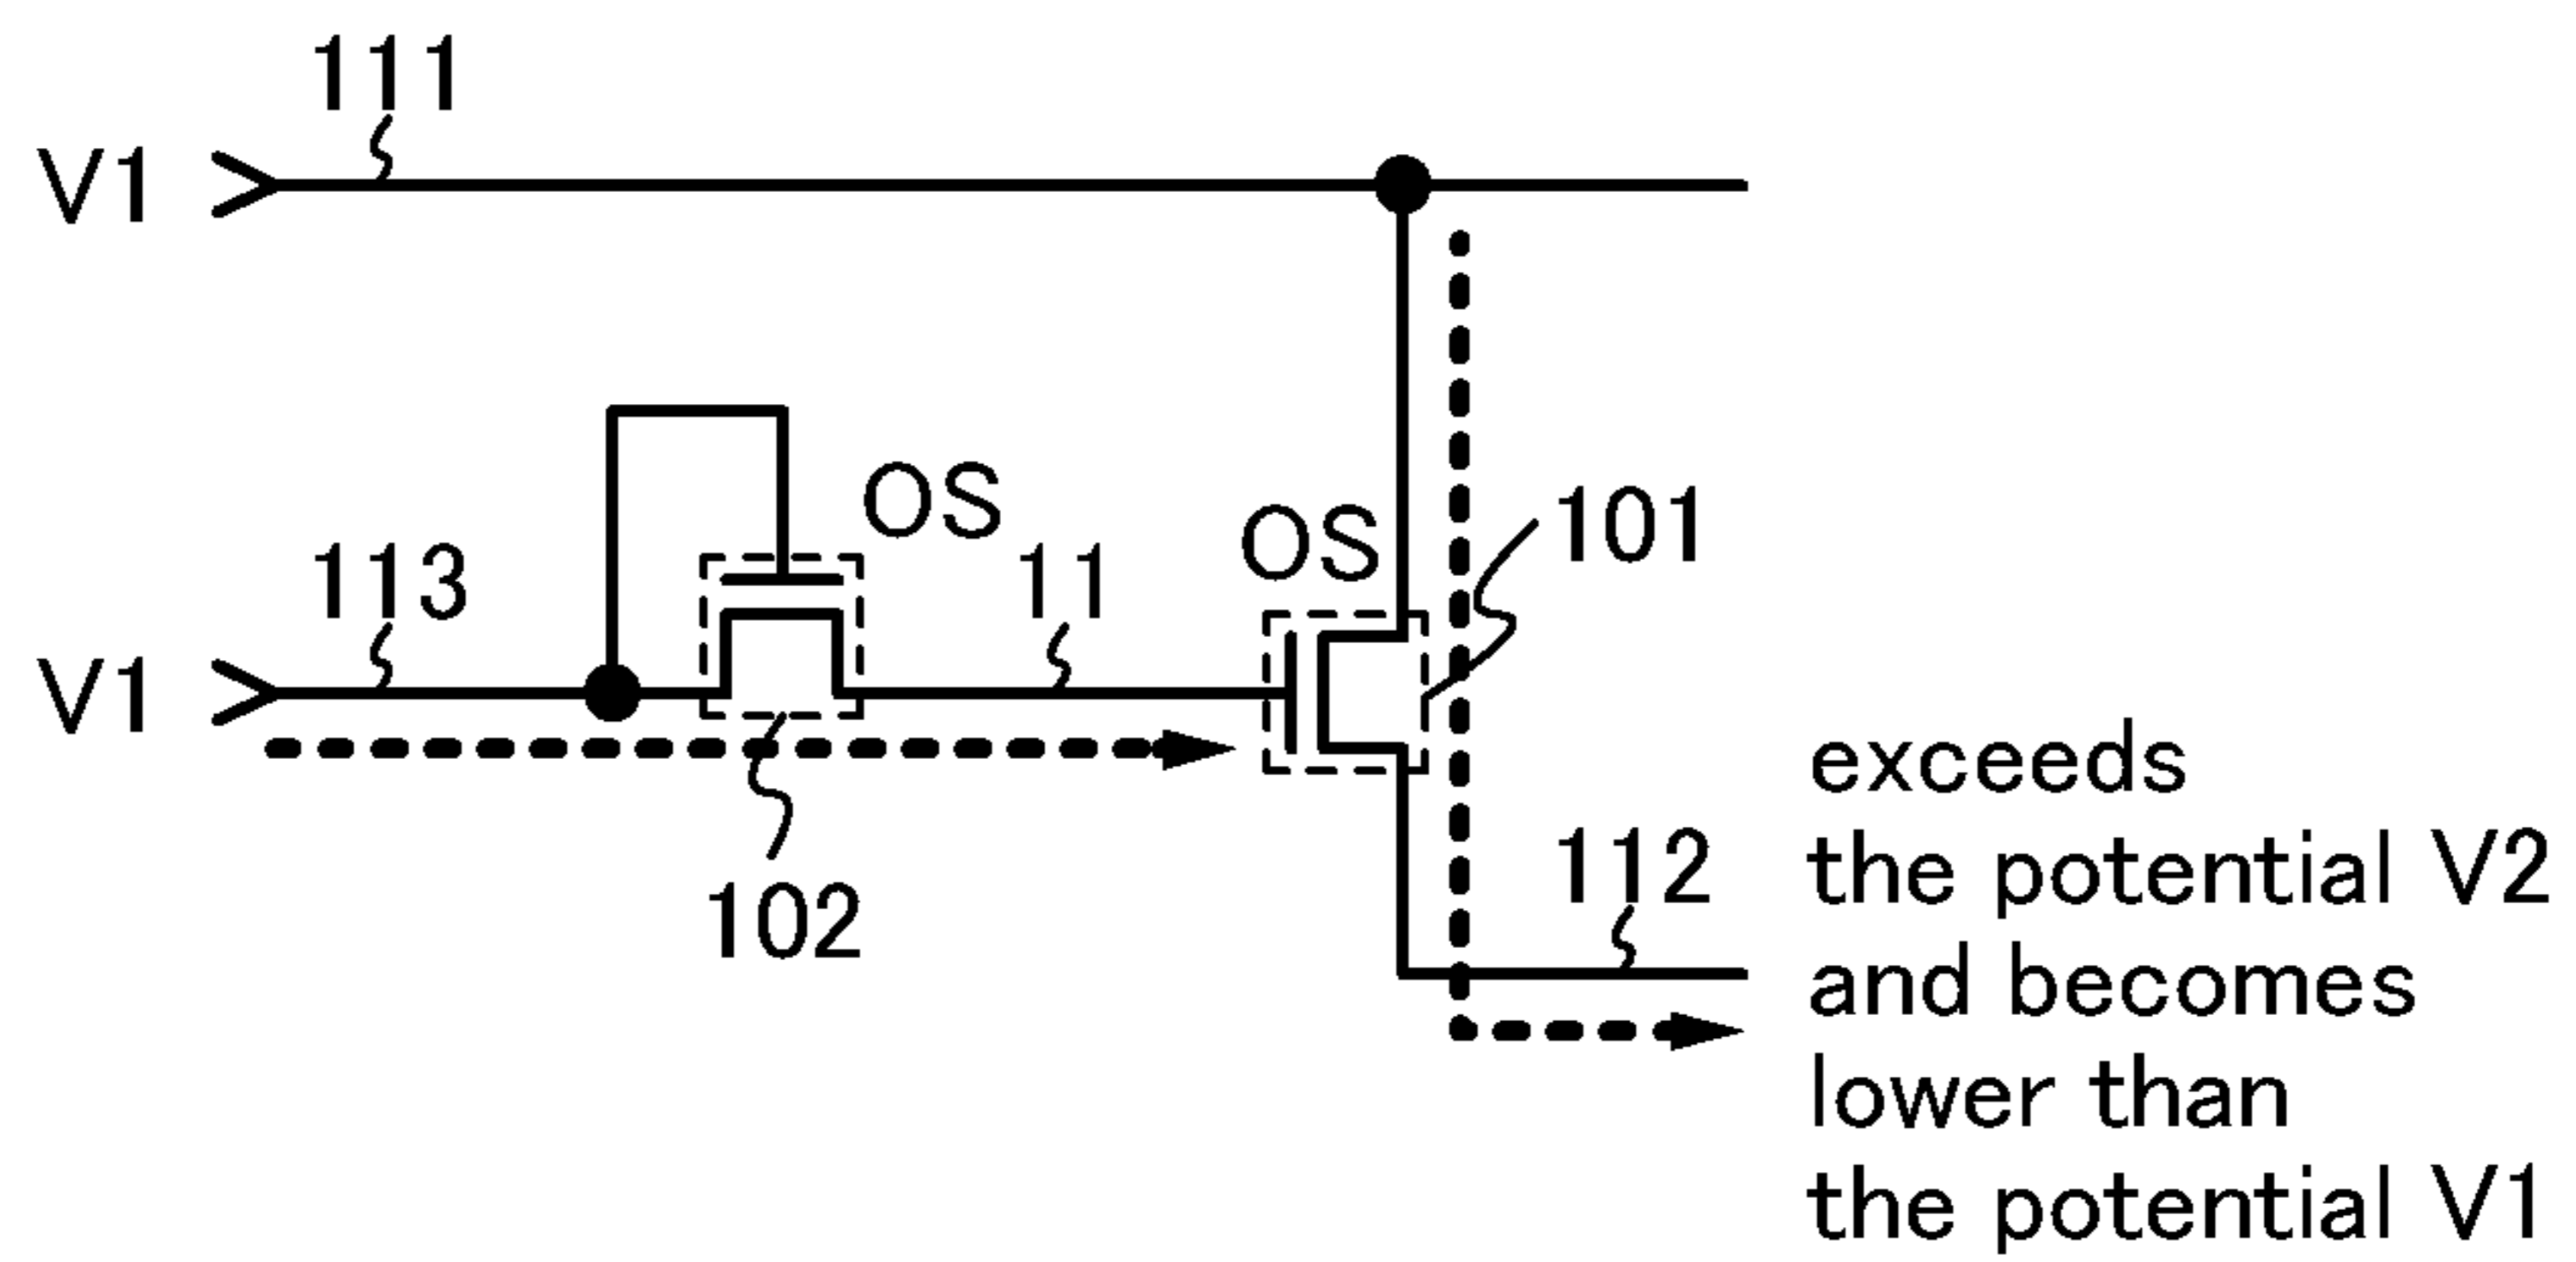 111
V1
OS
OS
101
113
11
V1
102
112
exceeds
the potential V2
and becomes
lower than
the potential V1